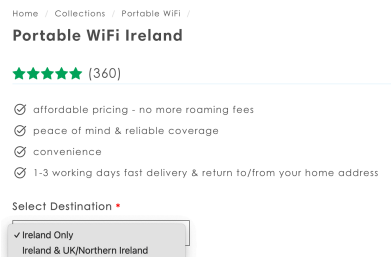 Home / Collections / Portable WiFi /
Portable WiFi Ireland
(360)
affordable pricing - no more roaming fees
peace of mind & reliable coverage
convenience
1-3 working days fast delivery & return to/from your home address
Select Destination *
✓ Ireland Only
Ireland & UK/Northern Ireland